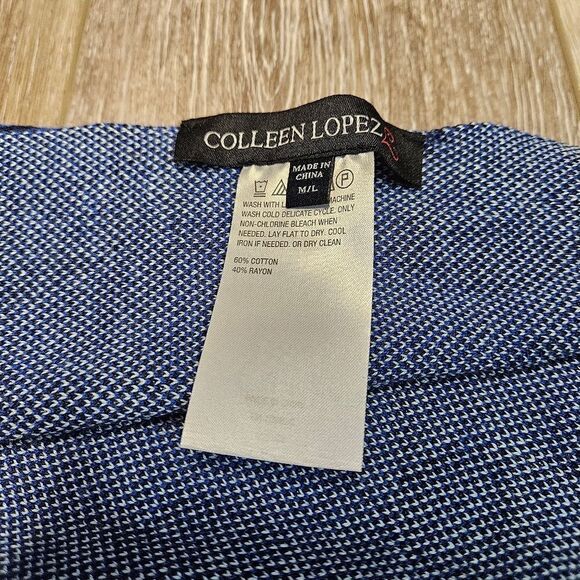 COLLEEN LOPEZ
MADE IN
CHINA
M/L
P
WASH WITH MACHINE
WASH COLD DELICATE CYCLE. ONLY
NON-CHLORINE BLEACH WHEN
NEEDED. LAY FLAT TO DRY. COOL
IRON IF NEEDED. OR DRY CLEAN
60% COTTON
40% RAYON